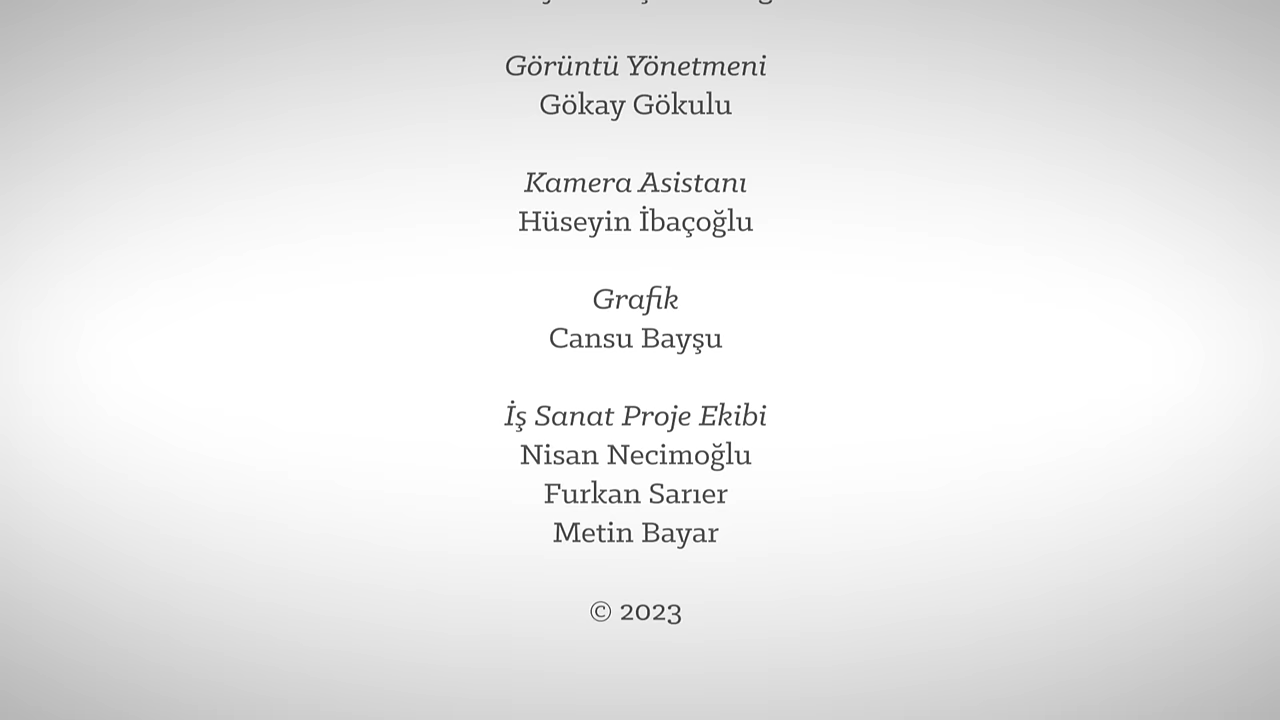 Görüntü Yönetmeni
Gökay Gökulu
Kamera Asistanı
Hüseyin İbaçoğlu
Grafik
Cansu Bayşu
İş Sanat Proje Ekibi
Nisan Necimoğlu
Furkan Sarıer
Metin Bayar
© 2023